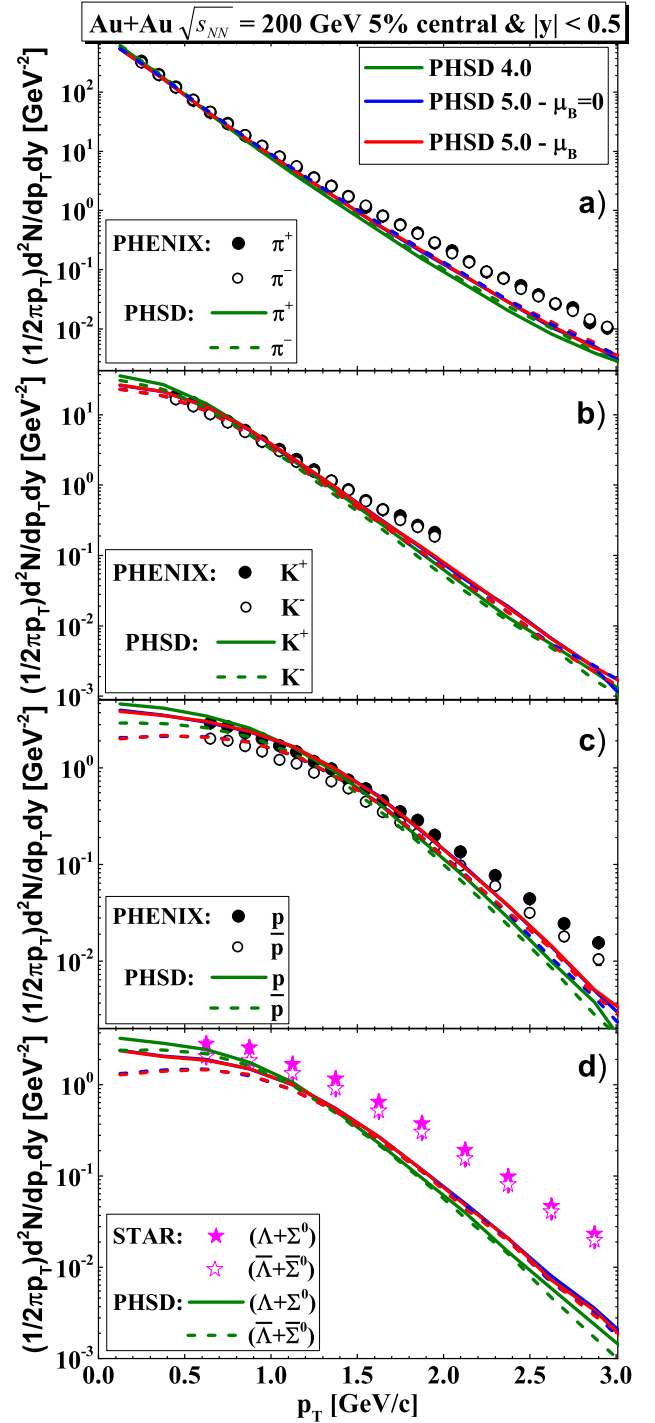 Au+Au √s_NN = 200 GeV 5% central & |y| < 0.5
PHSD 4.0
PHSD 5.0 - μ_B=0
PHSD 5.0 - μ_B
a)
PHENIX: π⁺
π⁻
PHSD: π⁺
π⁻
(1/2πp_T)d²N/dp_Tdy [GeV⁻²]
10²
10¹
10⁰
10⁻¹
10⁻²
b)
PHENIX: K⁺
K⁻
PHSD: K⁺
K⁻
(1/2πp_T)d²N/dp_Tdy [GeV⁻²]
10¹
10⁰
10⁻¹
10⁻²
10⁻³
c)
PHENIX: p
p̅
PHSD: p
p̅
(1/2πp_T)d²N/dp_Tdy [GeV⁻²]
10⁰
10⁻¹
10⁻²
d)
STAR: (Λ+Σ⁰)
(Λ̅+Σ̅⁰)
PHSD: (Λ+Σ⁰)
(Λ̅+Σ̅⁰)
(1/2πp_T)d²N/dp_Tdy [GeV⁻²]
10⁰
10⁻¹
10⁻²
10⁻³
0.0 0.5 1.0 1.5 2.0 2.5 3.0
p_T [GeV/c]